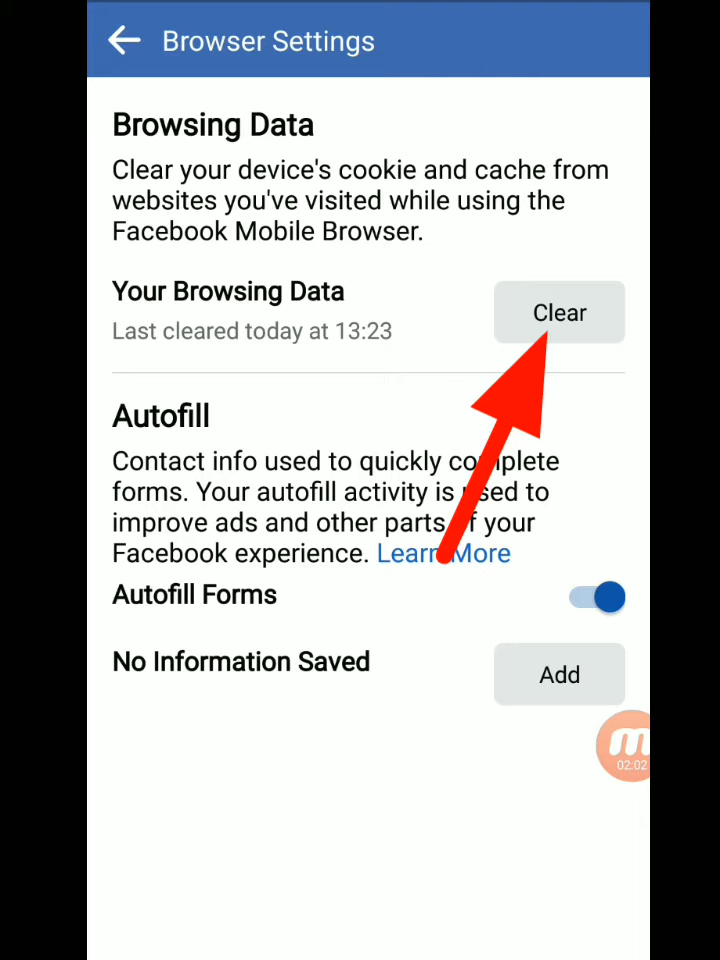 Browser Settings
Browsing Data
Clear your device's cookie and cache from
websites you've visited while using the
Facebook Mobile Browser.
Your Browsing Data
Clear
Last cleared today at 13:23
Autofill
Contact info used to quickly complete
forms. Your autofill activity is used to
improve ads and other parts of your
Facebook experience. Learn More
Autofill Forms
No Information Saved
Add
02:02